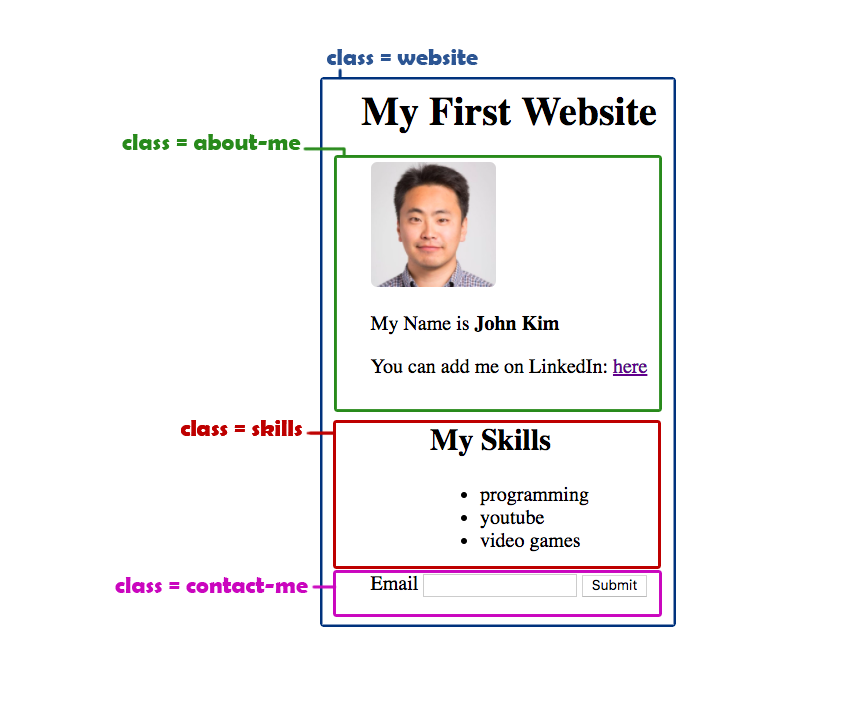 class = website
My First Website
class = about-me
My Name is John Kim
You can add me on LinkedIn: here
class = skills
My Skills
• programming
• youtube
• video games
class = contact-me
Email Submit